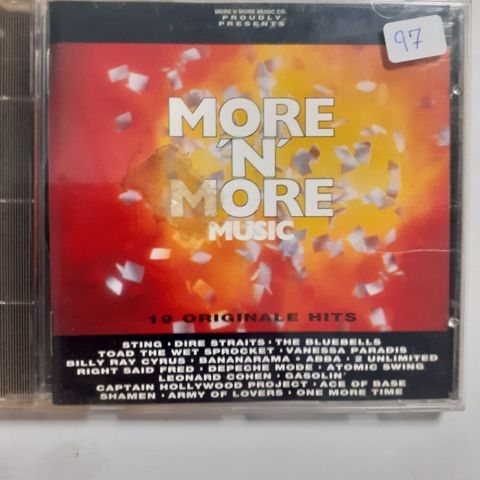 MORE N MORE MUSIC CO.
PROUDLY
PRESENTS
97
MORE
'N'
MORE
MUSIC
19 ORIGINALE HITS
STING · DIRE STRAITS · THE BLUEBELLS
TOAD THE WET SPROCKET · VANESSA PARADIS
BILLY RAY CYRUS · BANANARAMA · ABBA · 2 UNLIMITED
RIGHT SAID FRED · DEPECHE MODE · ATOMIC SWING
LEONARD COHEN · GASOLIN'
CAPTAIN HOLLYWOOD PROJECT · ACE OF BASE
SHAMEN · ARMY OF LOVERS · ONE MORE TIME